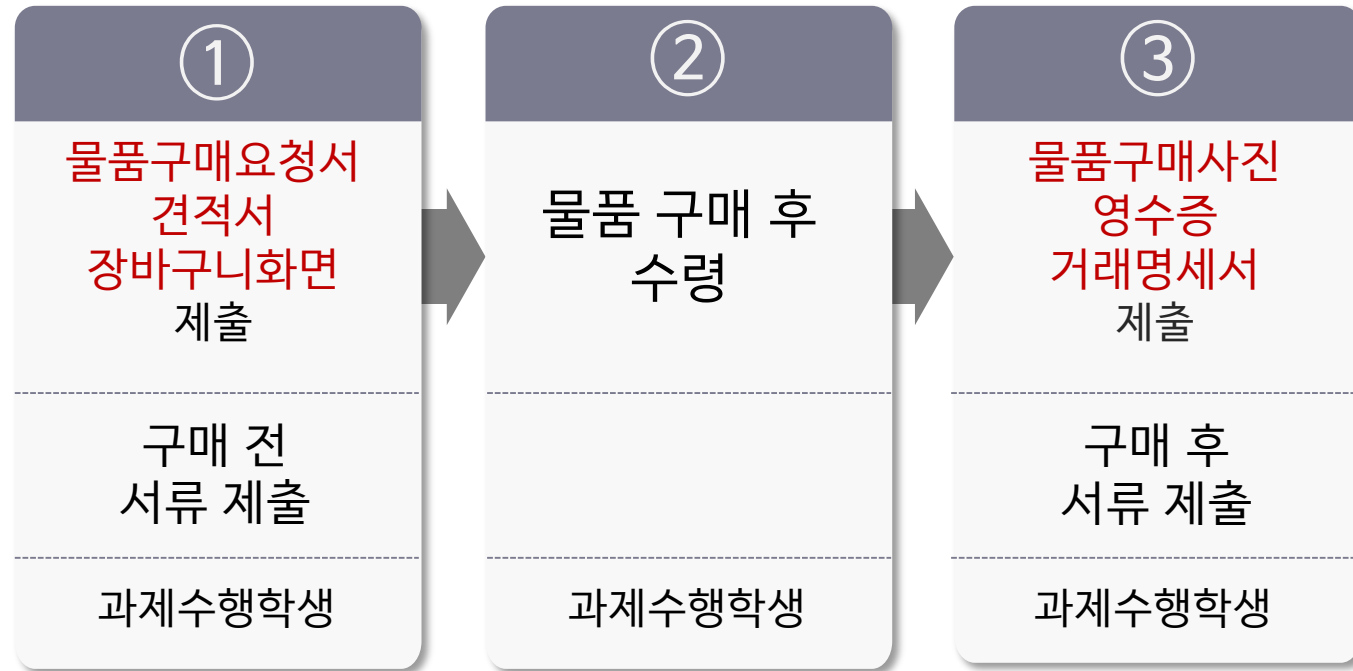 ①
물품구매요청서
견적서
장바구니화면
제출
구매 전
서류 제출
과제수행학생
②
물품 구매 후
수령
과제수행학생
③
물품구매사진
영수증
거래명세서
제출
구매 후
서류 제출
과제수행학생